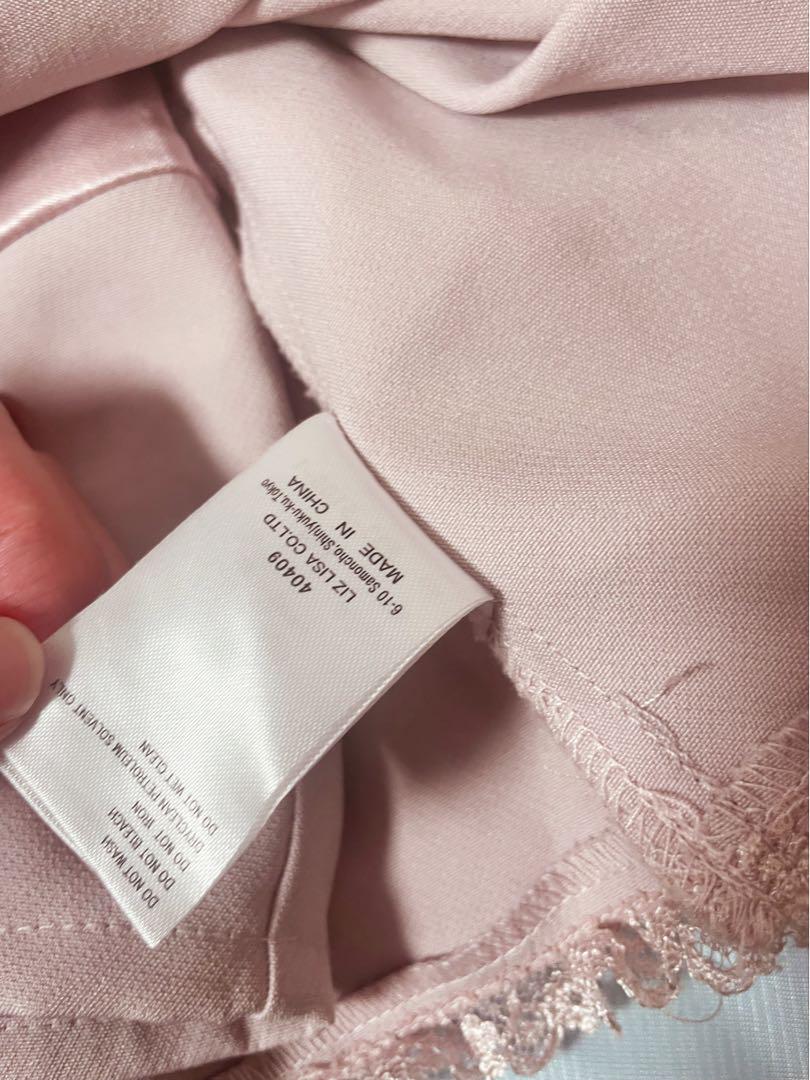 DO NOT WASH
DO NOT BLEACH
DO NOT IRON
DRYCLEAN PETROLEUM SOLVENT ONLY
DO NOT WET CLEAN
40409
LIZ LISA CO.LTD
6-10 Samoncho,Shinjyuku-ku,Tokyo
MADE IN CHINA